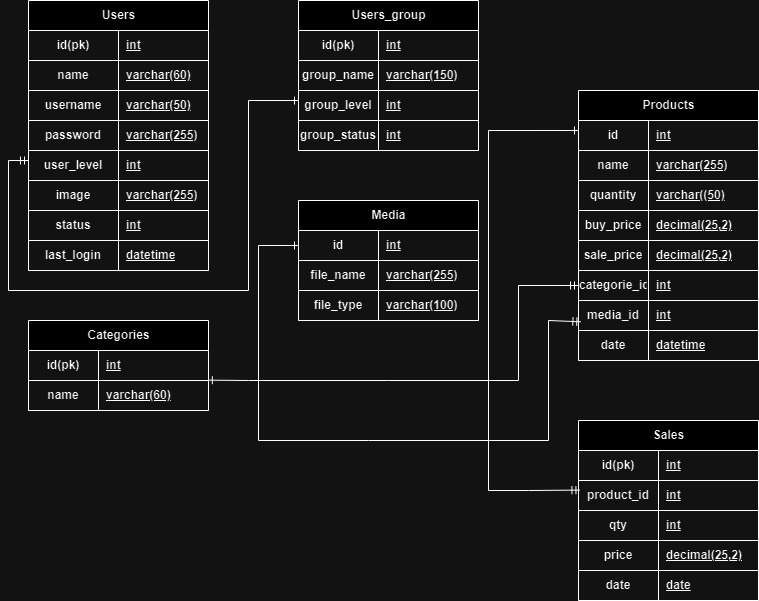 Users
id(pk) int
name varchar(60)
username varchar(50)
password varchar(255)
user_level int
image varchar(255)
status int
last_login datetime
Users_group
id(pk) int
group_name varchar(150)
group_level int
group_status int
Media
id int
file_name varchar(255)
file_type varchar(100)
Categories
id(pk) int
name varchar(60)
Products
id int
name varchar(255)
quantity varchar((50)
buy_price decimal(25,2)
sale_price decimal(25,2)
categorie_id int
media_id int
date datetime
Sales
id(pk) int
product_id int
qty int
price decimal(25,2)
date date